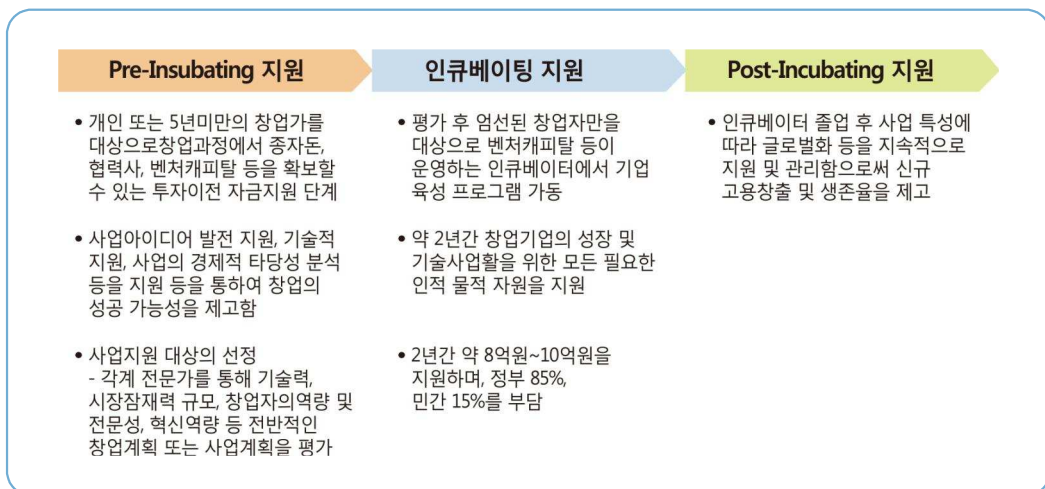 Pre-Insubating 지원
• 개인 또는 5년미만의 창업가를
대상으로창업과정에서 종자돈,
협력사, 벤처캐피탈 등을 확보할
수 있는 투자이전 자금지원 단계
• 사업아이디어 발전 지원, 기술적
지원, 사업의 경제적 타당성 분석
등을 지원 등을 통하여 창업의
성공 가능성을 제고함
• 사업지원 대상의 선정
- 각계 전문가를 통해 기술력,
시장잠재력 규모, 창업자의역량 및
전문성, 혁신역량 등 전반적인
창업계획 또는 사업계획을 평가
인큐베이팅 지원
• 평가 후 엄선된 창업자만을
대상으로 벤처캐피탈 등이
운영하는 인큐베이터에서 기업
육성 프로그램 가동
• 약 2년간 창업기업의 성장 및
기술사업활을 위한 모든 필요한
인적 물적 자원을 지원
• 2년간 약 8억원~10억원을
지원하며, 정부 85%,
민간 15%를 부담
Post-Incubating 지원
• 인큐베이터 졸업 후 사업 특성에
따라 글로벌화 등을 지속적으로
지원 및 관리함으로써 신규
고용창출 및 생존율을 제고